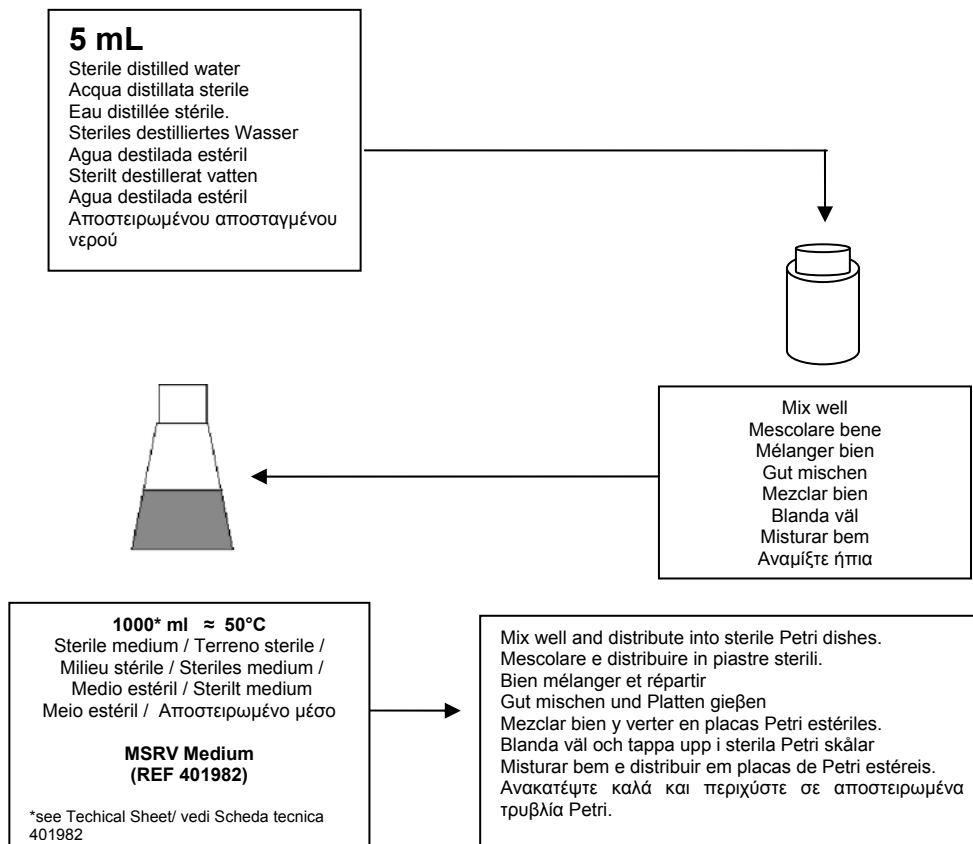 5 mL
Sterile distilled water
Acqua distillata sterile
Eau distillée stérile.
Steriles destilliertes Wasser
Agua destilada estéril
Sterilt destillerat vatten
Agua destilada estéril
Αποστειρωμένου αποσταγμένου
νερού
Mix well
Mescolare bene
Mélanger bien
Gut mischen
Mezclar bien
Blanda väl
Misturar bem
Αναμίξτε ήπια
1000* ml ≈ 50°C
Sterile medium / Terreno sterile /
Milieu stérile / Steriles medium /
Medio estéril / Sterilt medium
Meio estéril / Αποστειρωμένο μέσο
MSRV Medium
(REF 401982)
*see Techical Sheet/ vedi Scheda tecnica
401982
Mix well and distribute into sterile Petri dishes.
Mescolare e distribuire in piastre sterili.
Bien mélanger et répartir
Gut mischen und Platten gieβen
Mezclar bien y verter en placas Petri estériles.
Blanda väl och tappa upp i sterila Petri skålar
Misturar bem e distribuir em placas de Petri estéreis.
Ανακατέψτε καλά και περιχύστε σε αποστειρωμένα
τρυβλία Petri.